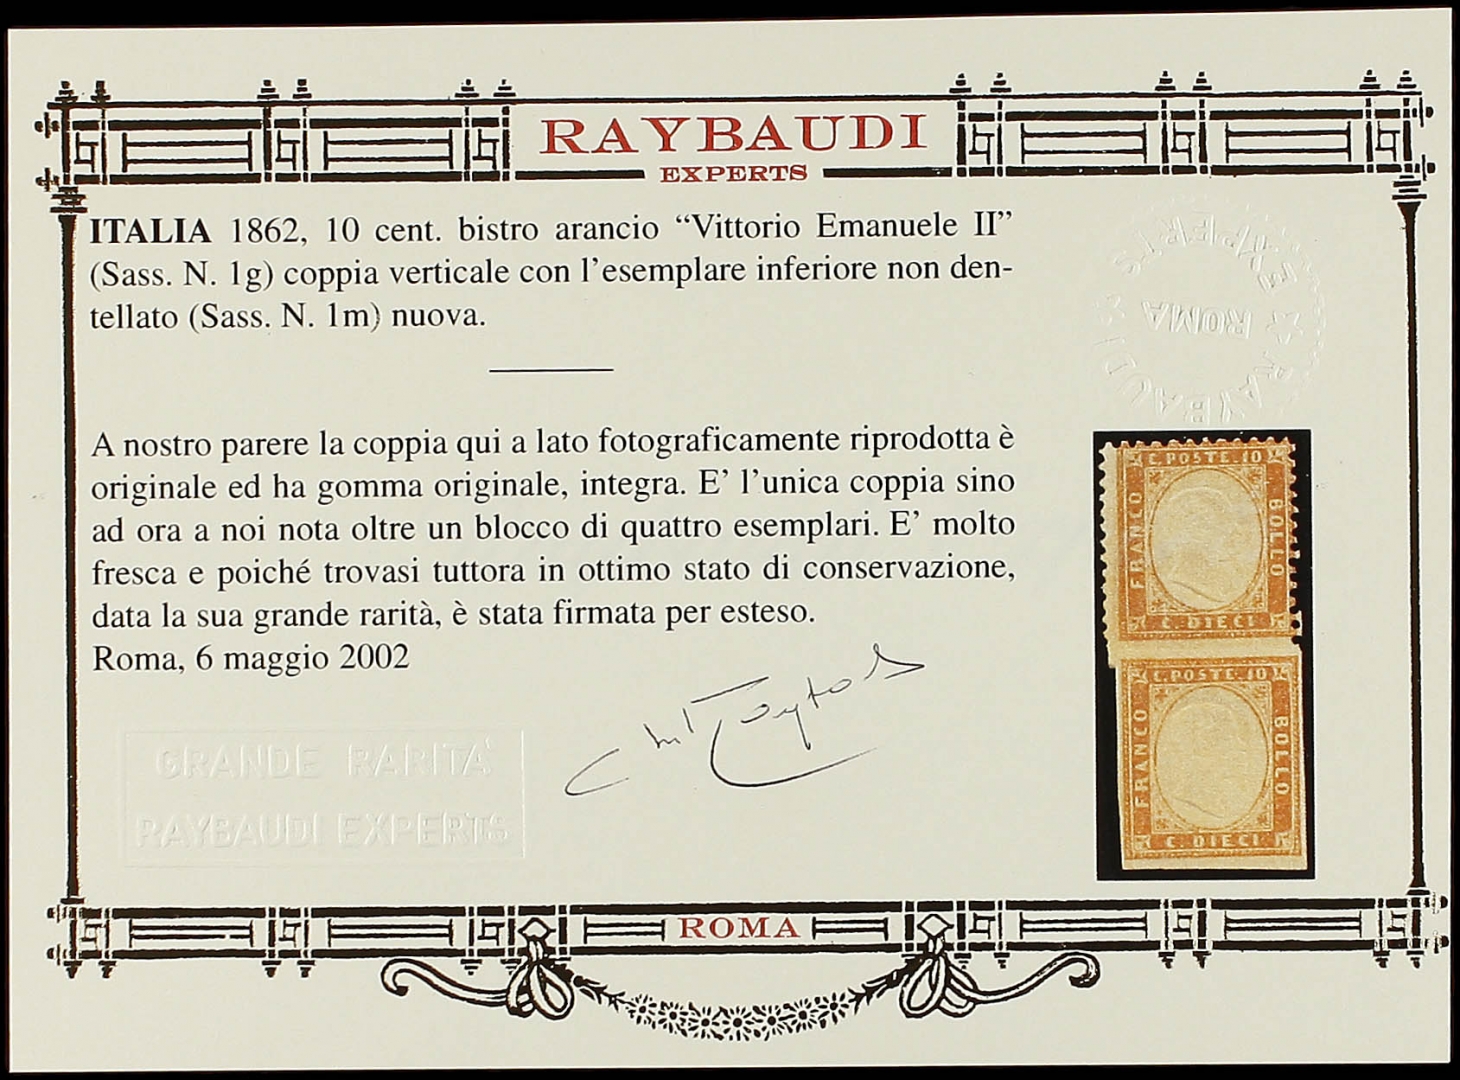 RAYBAUDI
EXPERTS
ITALIA 1862, 10 cent. bistro arancio “Vittorio Emanuele II”
(Sass. N. 1g) coppia verticale con l’esemplare inferiore non den-
tellato (Sass. N. 1m) nuova.
A nostro parere la coppia qui a lato fotograficamente riprodotta è
originale ed ha gomma originale, integra. E’ l’unica coppia sino
ad ora a noi nota oltre un blocco di quattro esemplari. E’ molto
fresca e poiché trovasi tuttora in ottimo stato di conservazione,
data la sua grande rarità, è stata firmata per esteso.
Roma, 6 maggio 2002
GRANDE RARITA'
RAYBAUDI EXPERTS
RAYBAUDI EXPERTS
ROMA
C. POSTE. 10
FRANCO
BOLLO
C. DIECI
C. POSTE. 10
FRANCO
BOLLO
C. DIECI
ROMA